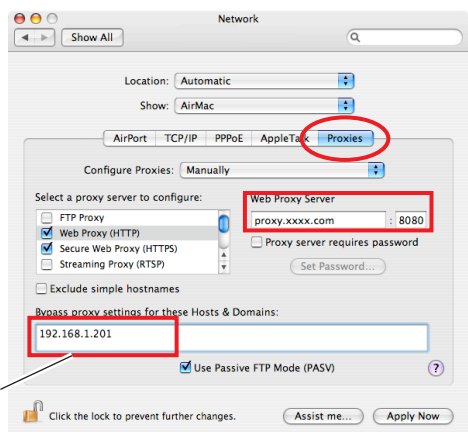 Network
Show All
Location: Automatic
Show: AirMac
AirPort TCP/IP PPPoE AppleTalk Proxies
Configure Proxies: Manually
Select a proxy server to configure:
Web Proxy Server
FTP Proxy
Web Proxy (HTTP)
Secure Web Proxy (HTTPS)
Streaming Proxy (RTSP)
proxy.xxxx.com : 8080
Proxy server requires password
Set Password...
Exclude simple hostnames
Bypass proxy settings for these Hosts & Domains:
192.168.1.201
Use Passive FTP Mode (PASV)
?
Click the lock to prevent further changes.
Assist me...
Apply Now